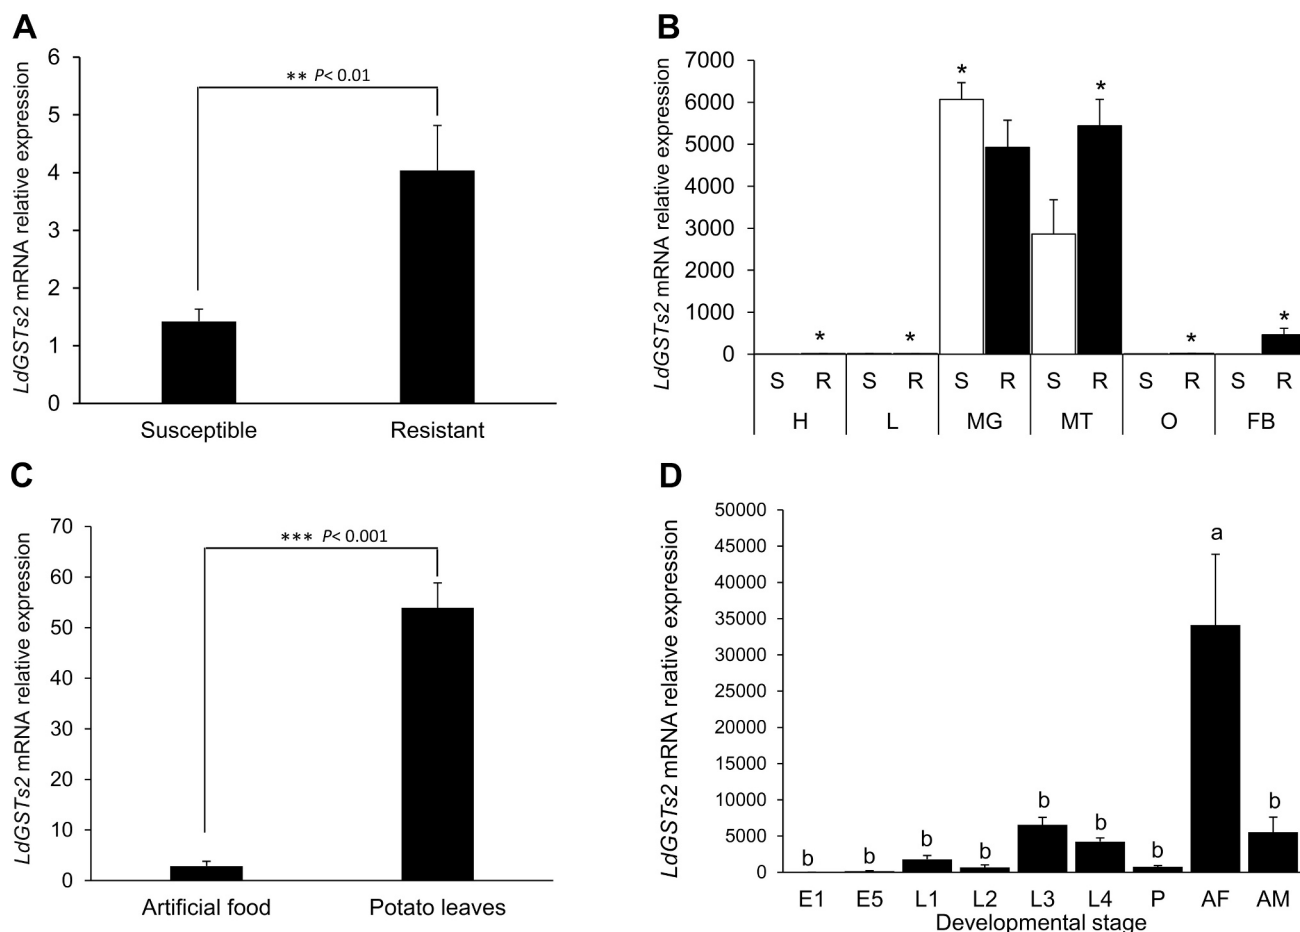 A
LdGSTs2 mRNA relative expression
6
5
4
3
2
1
0
** P< 0.01
Susceptible Resistant
B
LdGSTs2 mRNA relative expression
7000
6000
5000
4000
3000
2000
1000
0
* * * * * *
S R S R S R S R S R S R
H L MG MT O FB
C
LdGSTs2 mRNA relative expression
70
60
50
40
30
20
10
0
*** P< 0.001
Artificial food Potato leaves
D
LdGSTs2 mRNA relative expression
50000
45000
40000
35000
30000
25000
20000
15000
10000
5000
0
b b b b b b b a b
E1 E5 L1 L2 L3 L4 P AF AM
Developmental stage